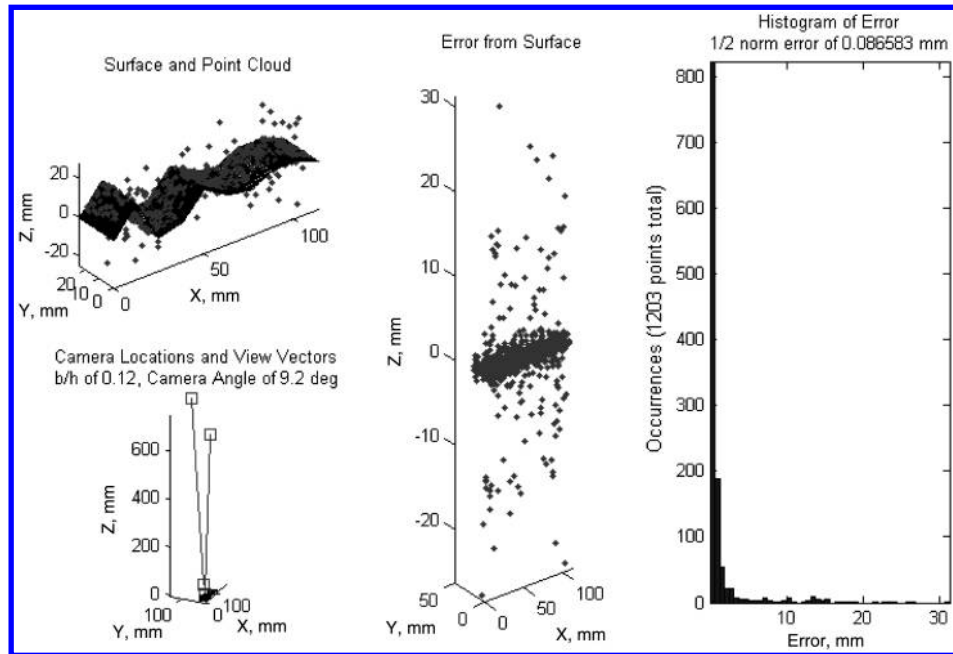 Surface and Point Cloud
20
0
-20
Z, mm
20
10
0
Y, mm
0
50
100
X, mm
Camera Locations and View Vectors
b/h of 0.12, Camera Angle of 9.2 deg
600
400
200
0
Z, mm
100
0
Y, mm
0
100
X, mm
Error from Surface
30
20
10
0
-10
-20
Z, mm
50
0
Y, mm
0
50
100
X, mm
Histogram of Error
1/2 norm error of 0.086583 mm
800
700
600
500
400
300
200
100
0
Occurrences (1203 points total)
0
10
20
30
Error, mm